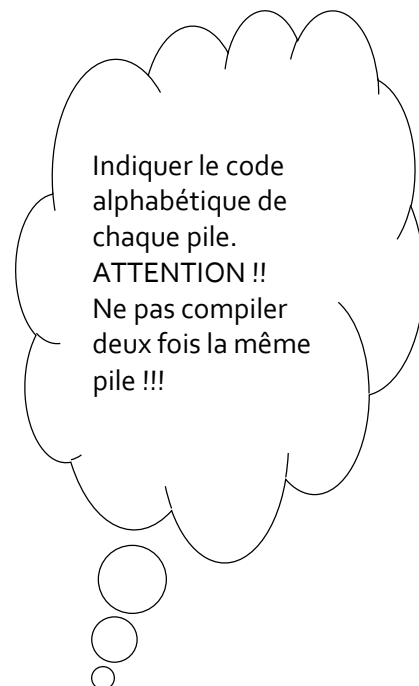 Indiquer le code
alphabétique de
chaque pile.
ATTENTION !!
Ne pas compiler
deux fois la même
pile !!!